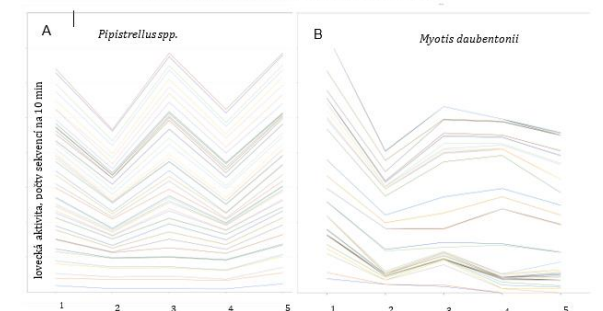 A
Pipistrellus spp.
B
Myotis daubentonii
lovecká aktivita, počty sekvencí na 10 min
1 2 3 4 5
1 2 3 4 5